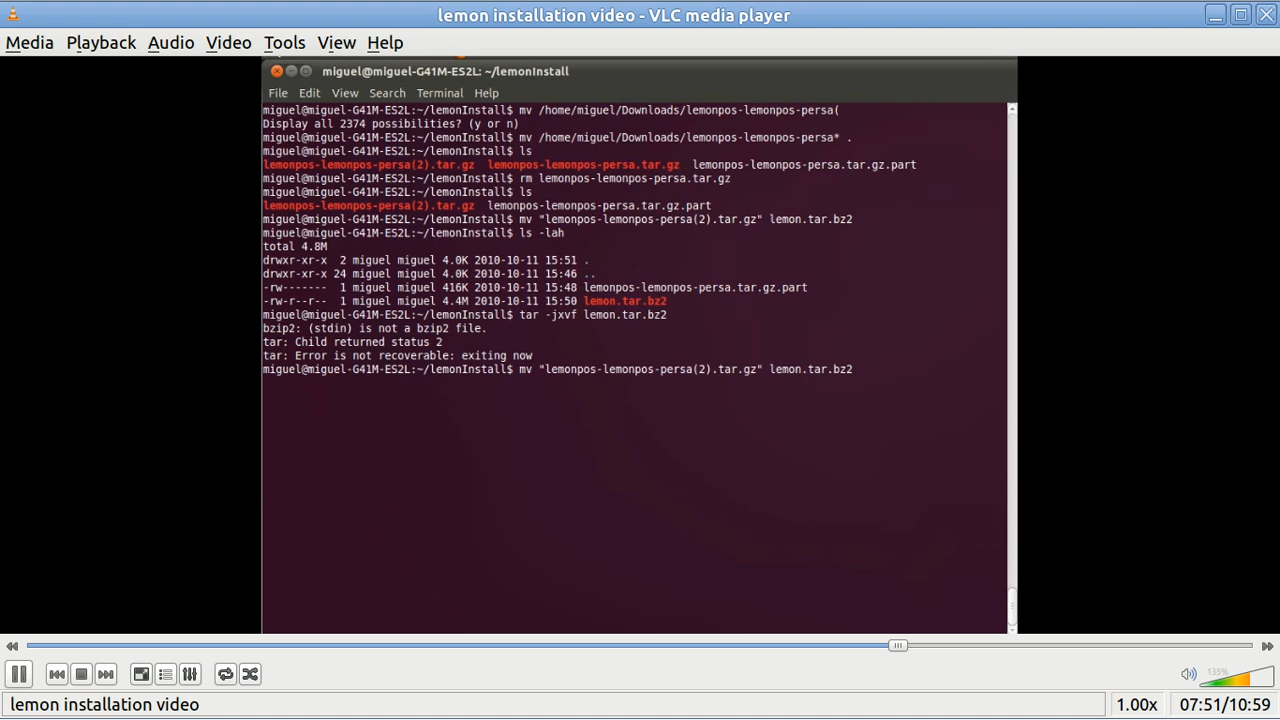 lemon installation video - VLC media player
Media Playback Audio Video Tools View Help
miguel@miguel-G41M-ES2L: ~/lemonInstall
File Edit View Search Terminal Help
miguel@miguel-G41M-ES2L:~/lemonInstall$ mv /home/miguel/Downloads/lemonpos-lemonpos-persa(
Display all 2374 possibilities? (y or n)
miguel@miguel-G41M-ES2L:~/lemonInstall$ mv /home/miguel/Downloads/lemonpos-lemonpos-persa* .
miguel@miguel-G41M-ES2L:~/lemonInstall$ ls
lemonpos-lemonpos-persa(2).tar.gz lemonpos-lemonpos-persa.tar.gz lemonpos-lemonpos-persa.tar.gz.part
miguel@miguel-G41M-ES2L:~/lemonInstall$ rm lemonpos-lemonpos-persa.tar.gz
miguel@miguel-G41M-ES2L:~/lemonInstall$ ls
lemonpos-lemonpos-persa(2).tar.gz lemonpos-lemonpos-persa.tar.gz.part
miguel@miguel-G41M-ES2L:~/lemonInstall$ mv "lemonpos-lemonpos-persa(2).tar.gz" lemon.tar.bz2
miguel@miguel-G41M-ES2L:~/lemonInstall$ ls -lah
total 4.8M
drwxr-xr-x 2 miguel miguel 4.0K 2010-10-11 15:51 .
drwxr-xr-x 24 miguel miguel 4.0K 2010-10-11 15:46 ..
-rw------- 1 miguel miguel 416K 2010-10-11 15:48 lemonpos-lemonpos-persa.tar.gz.part
-rw-r--r-- 1 miguel miguel 4.4M 2010-10-11 15:50 lemon.tar.bz2
miguel@miguel-G41M-ES2L:~/lemonInstall$ tar -jxvf lemon.tar.bz2
bzip2: (stdin) is not a bzip2 file.
tar: Child returned status 2
tar: Error is not recoverable: exiting now
miguel@miguel-G41M-ES2L:~/lemonInstall$ mv "lemonpos-lemonpos-persa(2).tar.gz" lemon.tar.bz2
135%
lemon installation video 1.00x 07:51/10:59